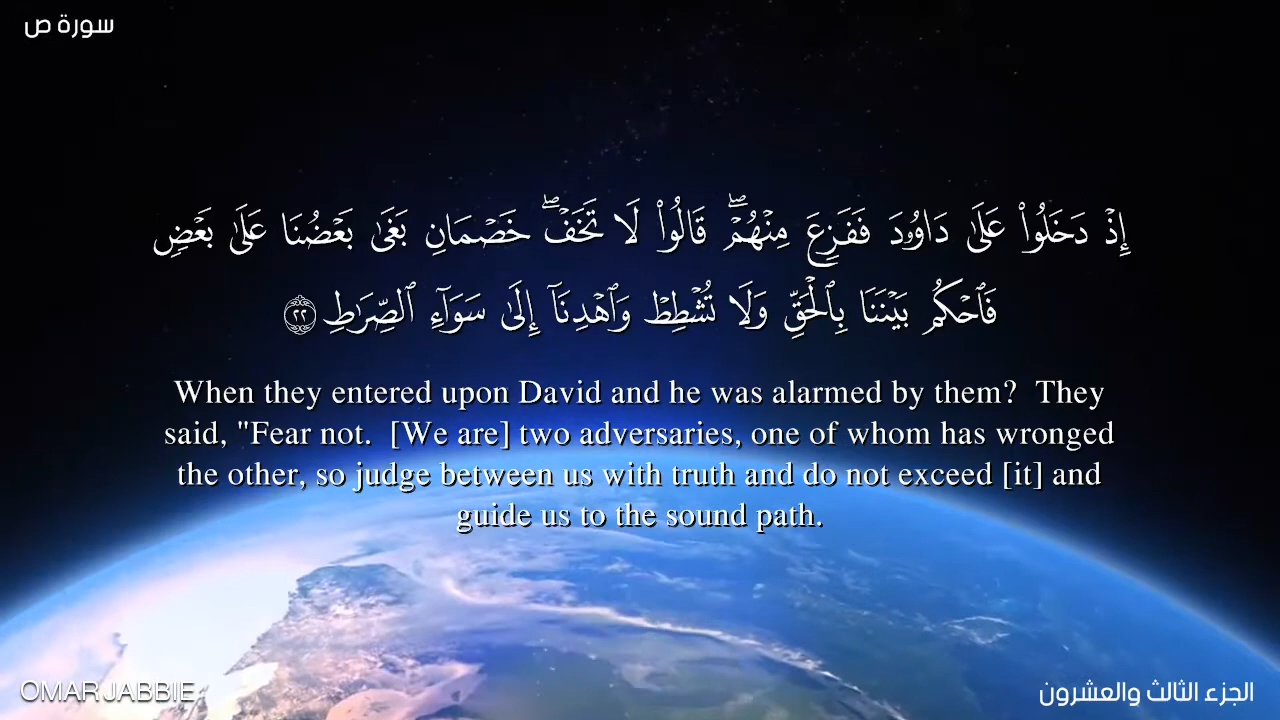 سورة ص
إِذْ دَخَلُوا۟ عَلَىٰ دَاوُۥدَ فَفَزِعَ مِنْهُمْ ۖ قَالُوا۟ لَا تَخَفْ ۖ خَصْمَانِ بَغَىٰ بَعْضُنَا عَلَىٰ بَعْضٍ
فَٱحْكُم بَيْنَنَا بِٱلْحَقِّ وَلَا تُشْطِطْ وَٱهْدِنَآ إِلَىٰ سَوَآءِ ٱلصِّرَٰطِ ٢٢
When they entered upon David and he was alarmed by them?  They
said, "Fear not.  [We are] two adversaries, one of whom has wronged
the other, so judge between us with truth and do not exceed [it] and
guide us to the sound path.
OMAR JABBIE
الجزء الثالث والعشرون